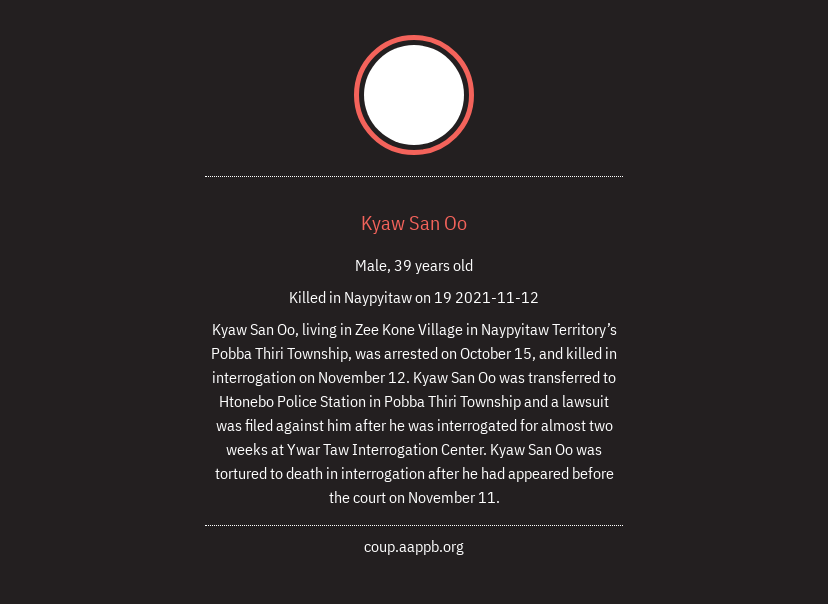 Kyaw San Oo
Male, 39 years old
Killed in Naypyitaw on 19 2021-11-12
Kyaw San Oo, living in Zee Kone Village in Naypyitaw Territory’s
Pobba Thiri Township, was arrested on October 15, and killed in
interrogation on November 12. Kyaw San Oo was transferred to
Htonebo Police Station in Pobba Thiri Township and a lawsuit
was filed against him after he was interrogated for almost two
weeks at Ywar Taw Interrogation Center. Kyaw San Oo was
tortured to death in interrogation after he had appeared before
the court on November 11.
coup.aappb.org